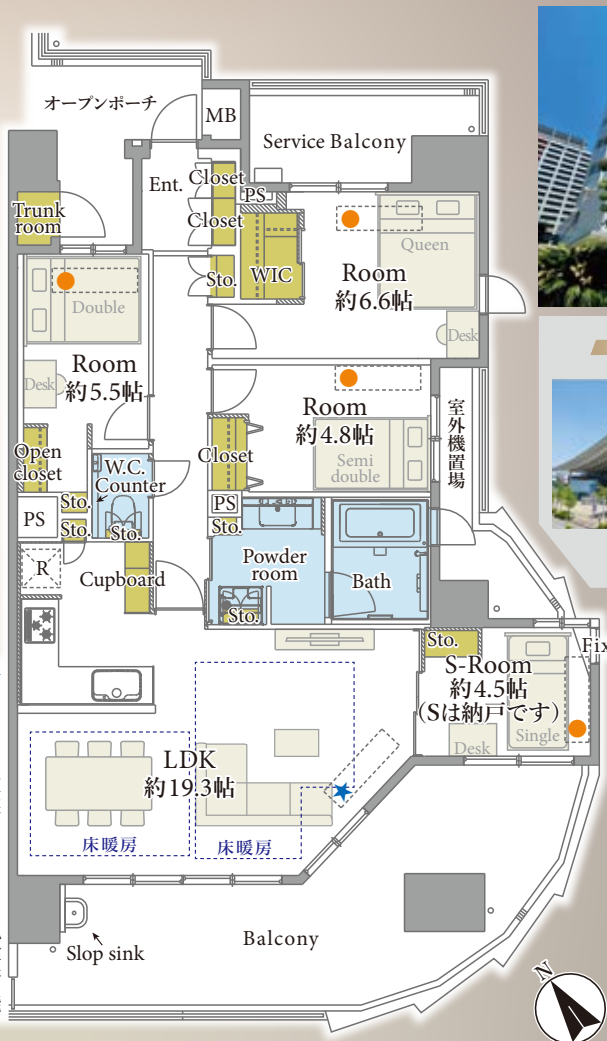 オープンポーチ
MB
Service Balcony
Ent.
Closet
PS
Closet
Trunk
room
Sto.
WIC
Queen
Room
約6.6帖
Desk
Double
Room
約5.5帖
Desk
Room
約4.8帖
Semi
double
室外機置場
Open
closet
W.C.
Counter
Closet
PS
Sto.
Sto.
Sto.
PS
Sto.
R
Cupboard
Powder
room
Bath
Sto.
Sto.
Fix
S-Room
約4.5帖
(Sは納戸です)
Single
Desk
LDK
約19.3帖
床暖房
床暖房
Slop sink
Balcony
N